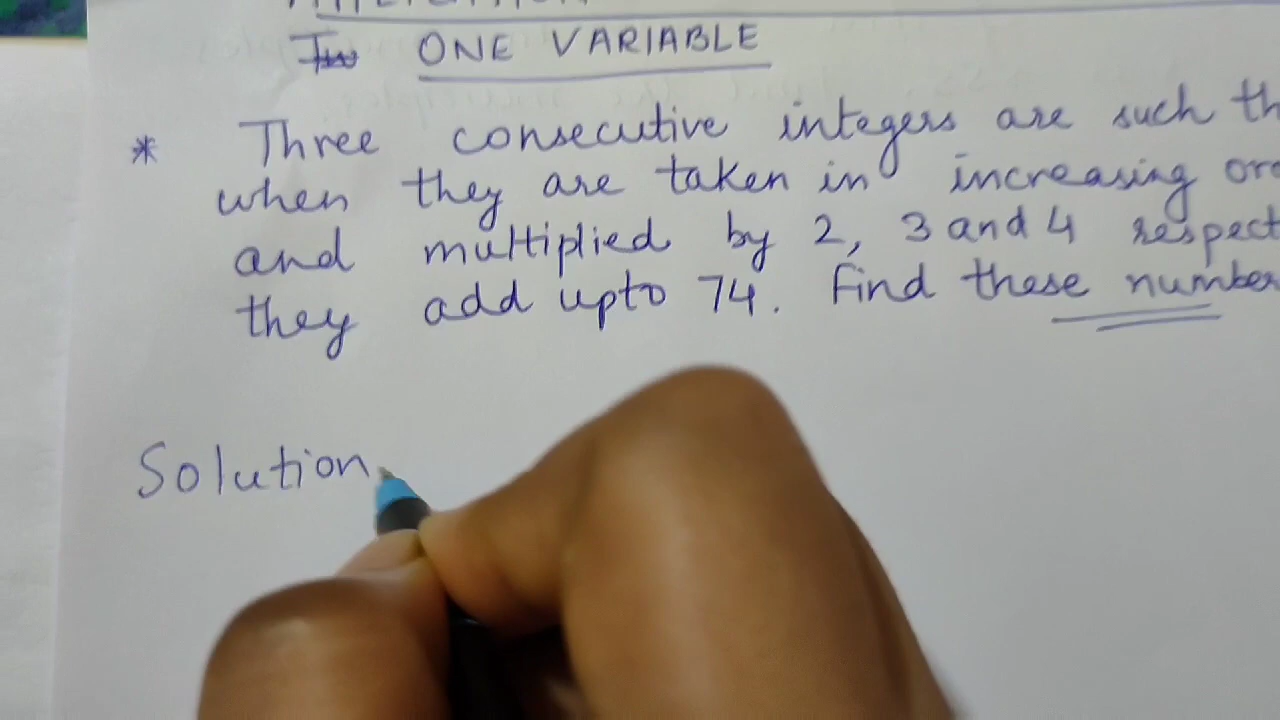 ONE VARIABLE
* Three consecutive integers are such th
when they are taken in increasing ord
and multiplied by 2, 3 and 4 respect
they add upto 74. Find these number
Solution